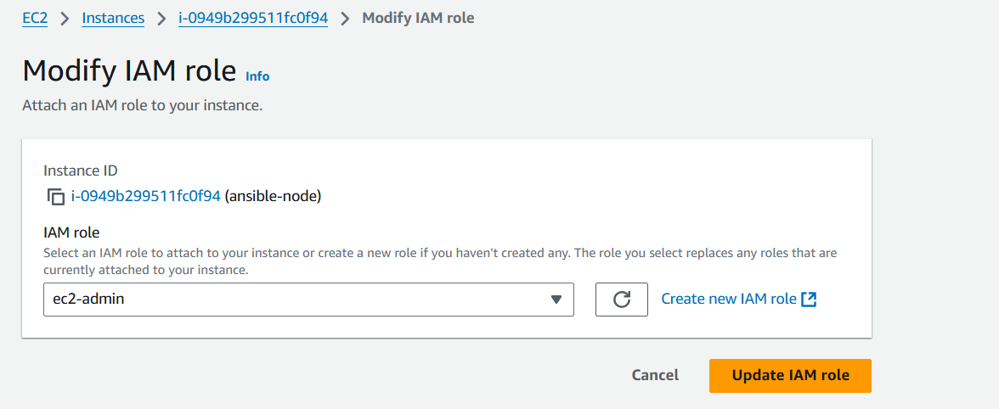 EC2 > Instances > i-0949b299511fc0f94 > Modify IAM role
Modify IAM role Info
Attach an IAM role to your instance.
Instance ID
i-0949b299511fc0f94 (ansible-node)
IAM role
Select an IAM role to attach to your instance or create a new role if you haven't created any. The role you select replaces any roles that are
currently attached to your instance.
ec2-admin
Create new IAM role
Cancel
Update IAM role